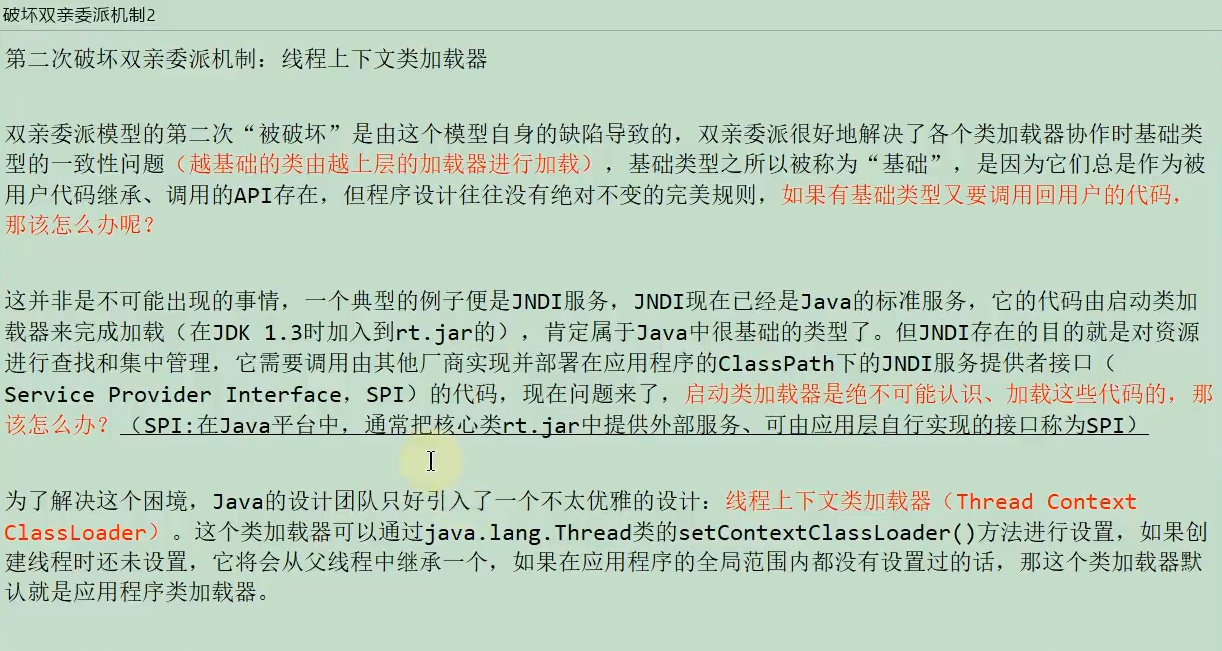 破坏双亲委派机制2
第二次破坏双亲委派机制：线程上下文类加载器
双亲委派模型的第二次“被破坏”是由这个模型自身的缺陷导致的，双亲委派很好地解决了各个类加载器协作时基础类
型的一致性问题（越基础的类由越上层的加载器进行加载），基础类型之所以被称为“基础”，是因为它们总是作为被
用户代码继承、调用的API存在，但程序设计往往没有绝对不变的完美规则，如果有基础类型又要调用回用户的代码，
那该怎么办呢？
这并非是不可能出现的事情，一个典型的例子便是JNDI服务，JNDI现在已经是Java的标准服务，它的代码由启动类加
载器来完成加载（在JDK 1.3时加入到rt.jar的），肯定属于Java中很基础的类型了。但JNDI存在的目的就是对资源
进行查找和集中管理，它需要调用由其他厂商实现并部署在应用程序的ClassPath下的JNDI服务提供者接口（
Service Provider Interface，SPI）的代码，现在问题来了，启动类加载器是绝不可能认识、加载这些代码的，那
该怎么办？（SPI:在Java平台中，通常把核心类rt.jar中提供外部服务、可由应用层自行实现的接口称为SPI）
为了解决这个困境，Java的设计团队只好引入了一个不太优雅的设计：线程上下文类加载器（Thread Context
ClassLoader）。这个类加载器可以通过java.lang.Thread类的setContextClassLoader()方法进行设置，如果创
建线程时还未设置，它将会从父线程中继承一个，如果在应用程序的全局范围内都没有设置过的话，那这个类加载器默
认就是应用程序类加载器。